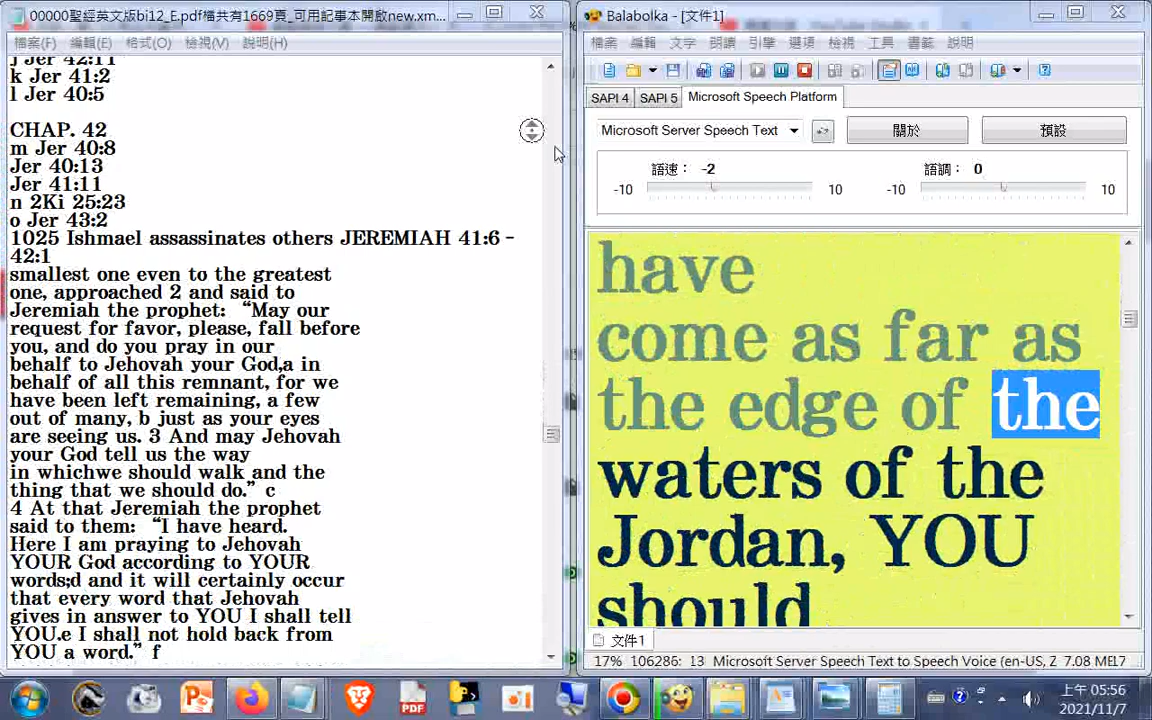 00000聖經英文版bi12_E.pdf檔共有1669頁_可用記事本開啟new.xm...
檔案(F) 編輯(E) 格式(O) 檢視(V) 說明(H)
j Jer 42:11
k Jer 41:2
l Jer 40:5
CHAP. 42
m Jer 40:8
Jer 40:13
Jer 41:11
n 2Ki 25:23
o Jer 43:2
1025 Ishmael assassinates others JEREMIAH 41:6 -
42:1
smallest one even to the greatest
one, approached 2 and said to
Jeremiah the prophet: “May our
request for favor, please, fall before
you, and do you pray in our
behalf to Jehovah your God,a in
behalf of all this remnant, for we
have been left remaining, a few
out of many, b just as your eyes
are seeing us. 3 And may Jehovah
your God tell us the way
in whichwe should walk and the
thing that we should do.” c
4 At that Jeremiah the prophet
said to them: “I have heard.
Here I am praying to Jehovah
YOUR God according to YOUR
words;d and it will certainly occur
that every word that Jehovah
gives in answer to YOU I shall tell
YOU.e I shall not hold back from
YOU a word.” f
Balabolka - [文件1]
檔案 編輯 文字 朗讀 引擎 選項 檢視 工具 書籤 說明
SAPI 4 SAPI 5 Microsoft Speech Platform
Microsoft Server Speech Text 關於 預設
語速： -2 語調： 0
-10 10 -10 10
have
come as far as
the edge of the
waters of the
Jordan, YOU
should
文件1
17% 106286: 13 Microsoft Server Speech Text to Speech Voice (en-US, Z 7.08 ME17
上午 05:56
2021/11/7